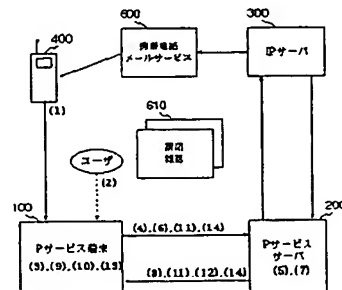 600
300
400
携帯電話
メールサービス
IPサーバ
(1)
610
ユーザ
(2)
100
200
(4),(6),(11),(14)
Pサービス端末
Pサービス
サーバ
(3),(9),(10),(13)
(5),(7)
(8),(11),(12),(14)